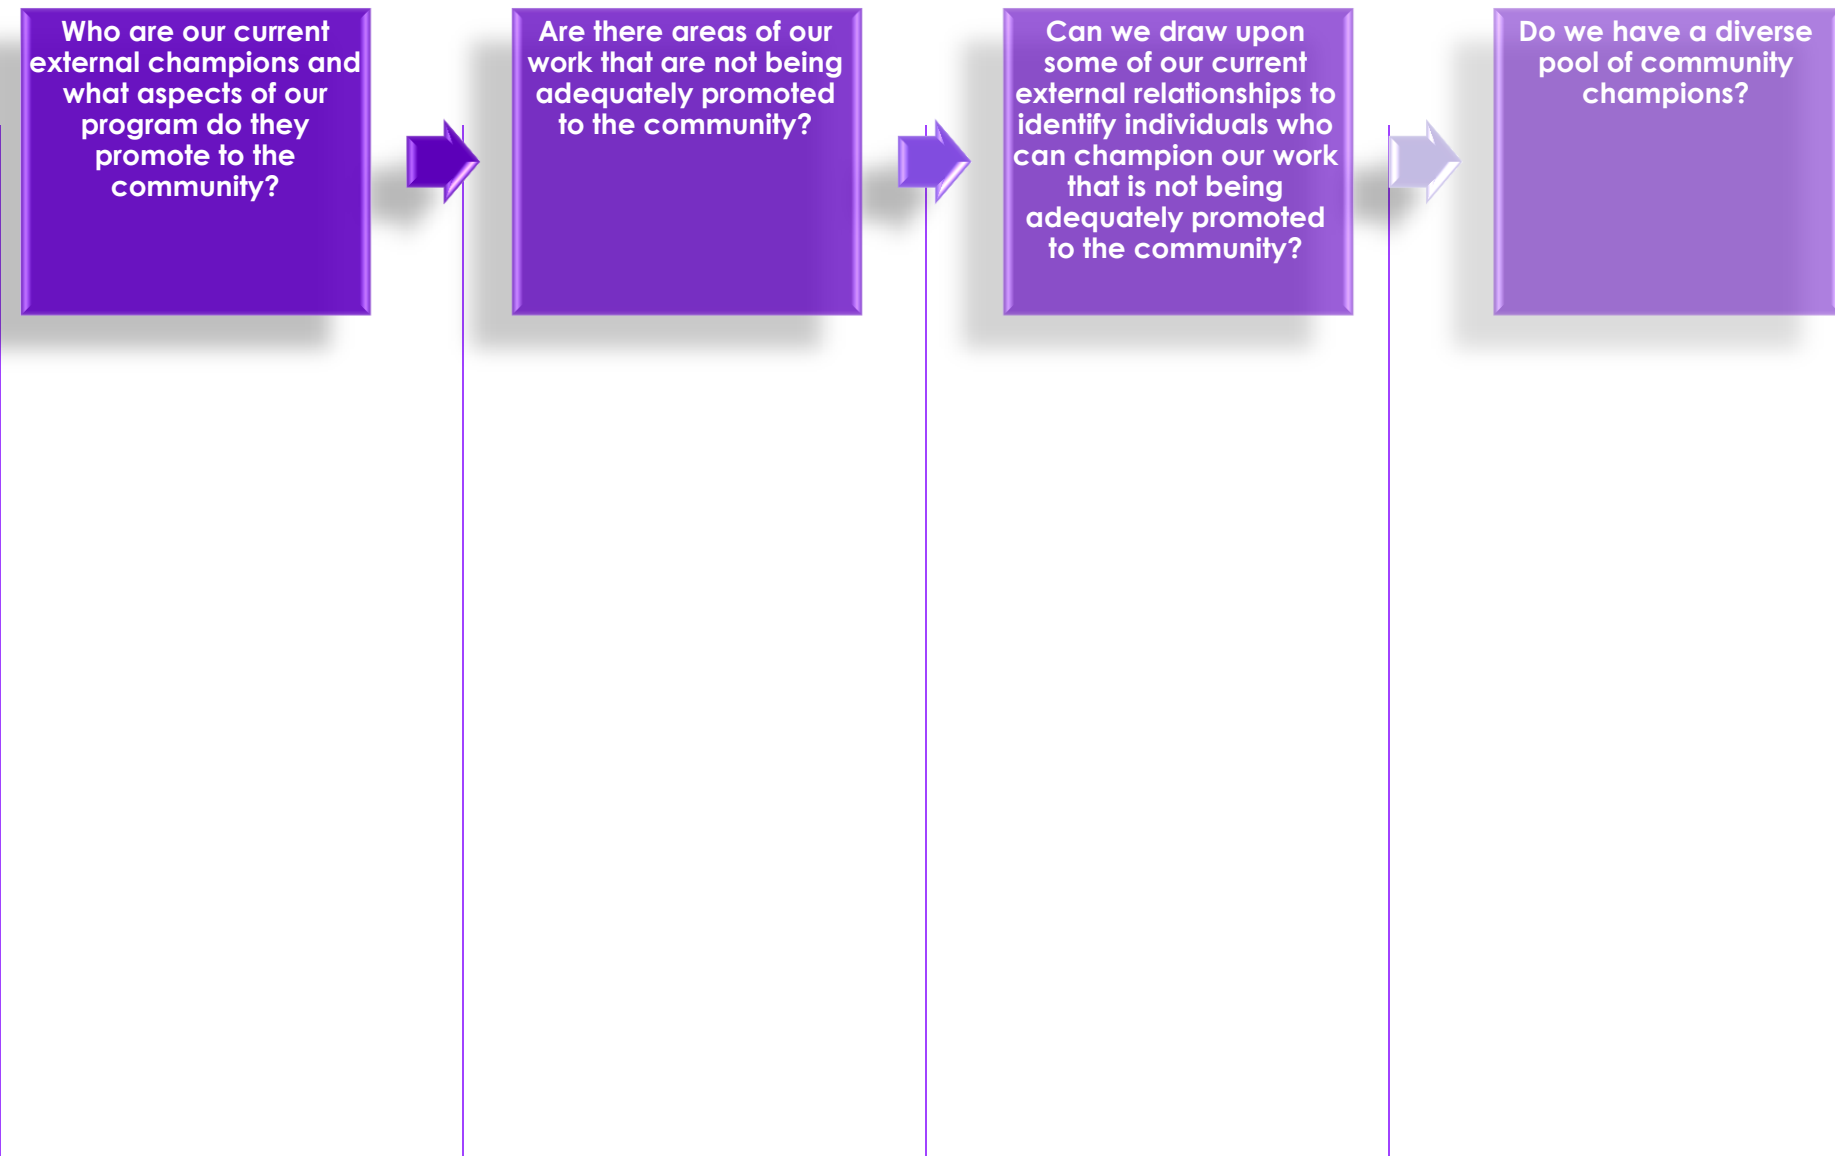 Who are our current
external champions and
what aspects of our
program do they
promote to the
community?
Are there areas of our
work that are not being
adequately promoted
to the community?
Can we draw upon
some of our current
external relationships to
identify individuals who
can champion our work
that is not being
adequately promoted
to the community?
Do we have a diverse
pool of community
champions?